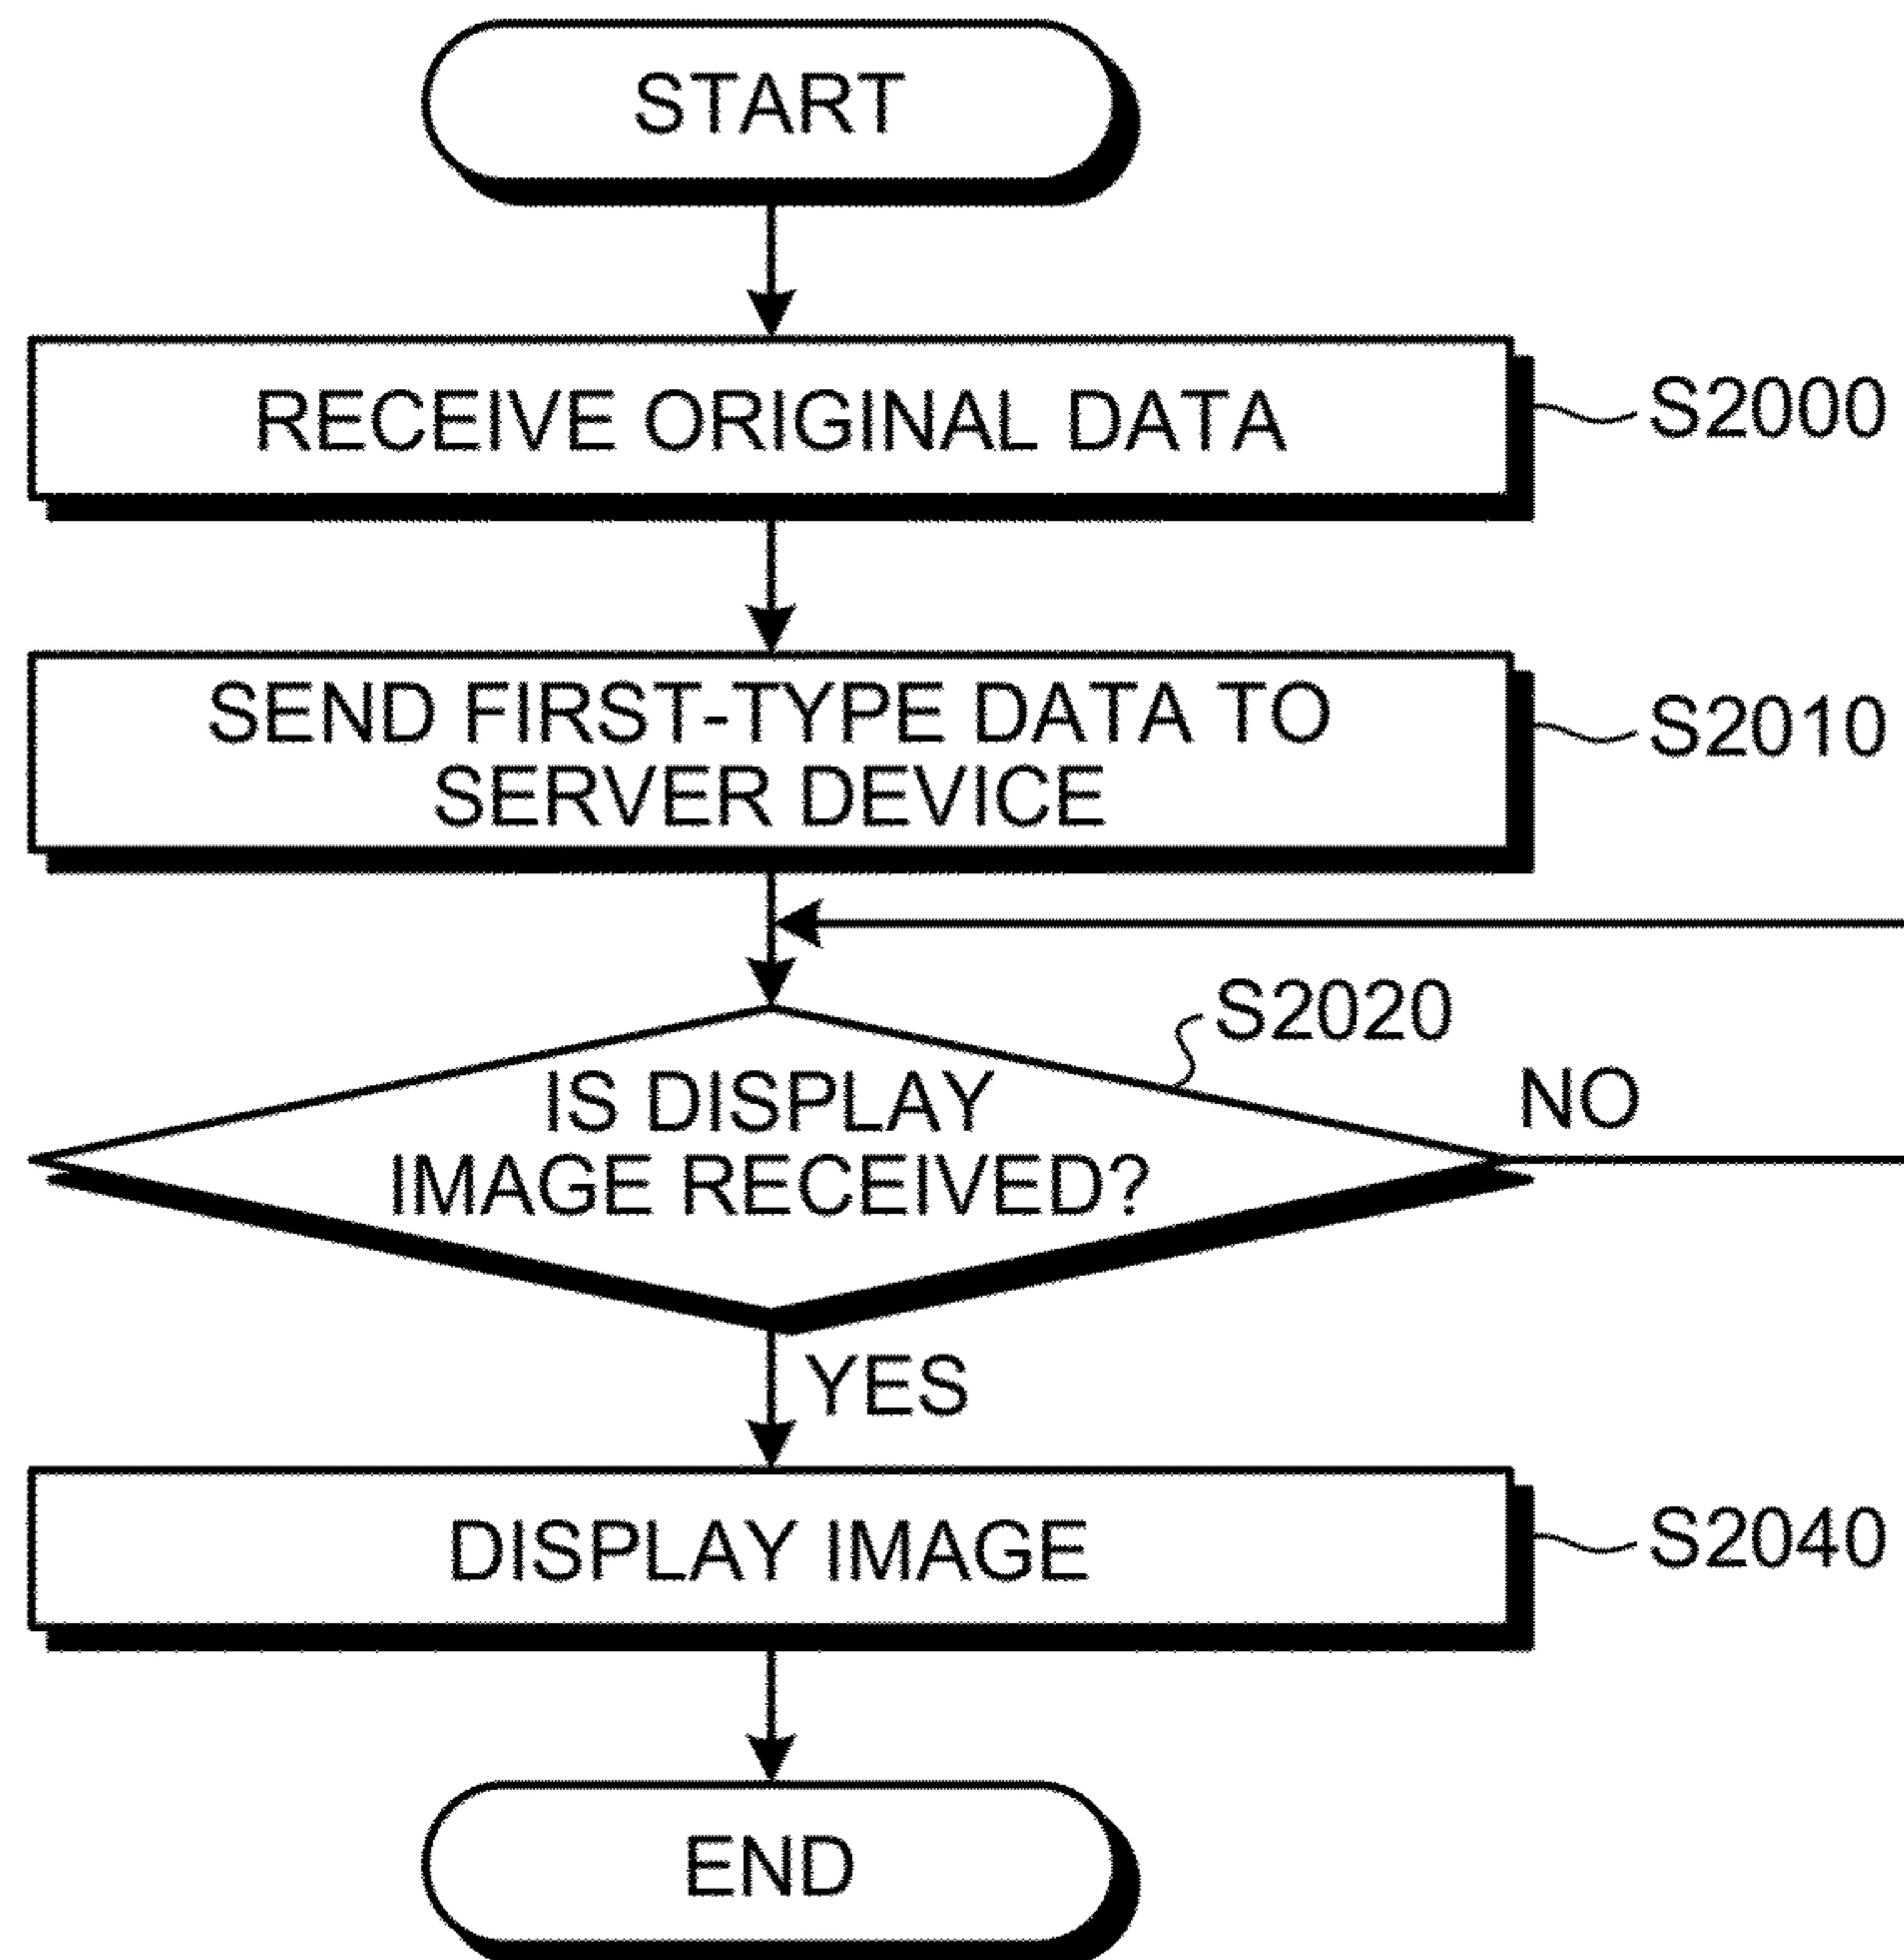 START
RECEIVE ORIGINAL DATA
S2000
SEND FIRST-TYPE DATA TO
SERVER DEVICE
S2010
S2020
IS DISPLAY
IMAGE RECEIVED?
NO
YES
DISPLAY IMAGE
S2040
END